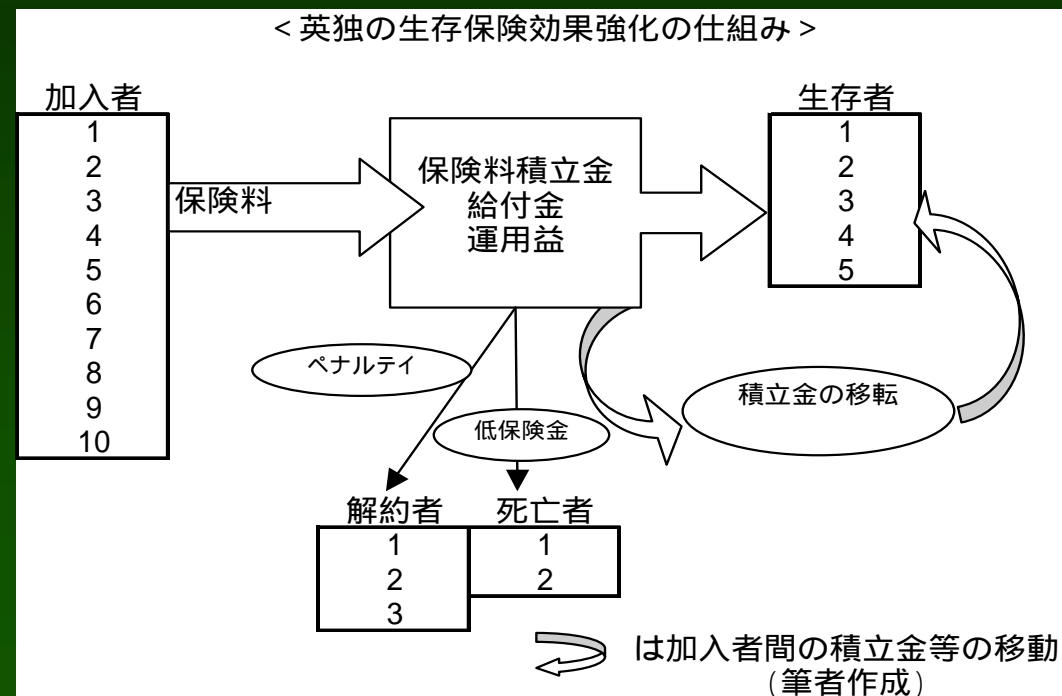 <英独の生存保険効果強化の仕組み>
加入者
1
2
3
4
5
6
7
8
9
10
保険料
保険料積立金
給付金
運用益
生存者
1
2
3
4
5
ペナルテイ
低保険金
積立金の移転
解約者
1
2
3
死亡者
1
2
は加入者間の積立金等の移動
(筆者作成)